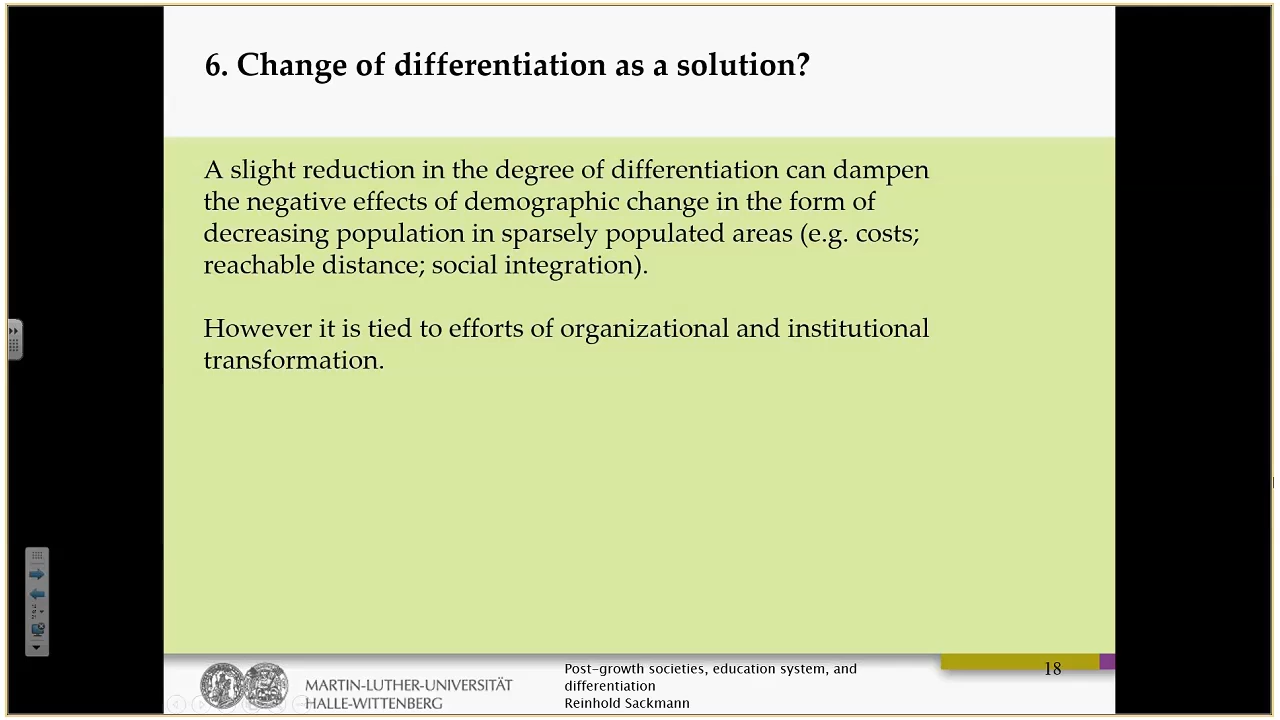 6. Change of differentiation as a solution?
A slight reduction in the degree of differentiation can dampen
the negative effects of demographic change in the form of
decreasing population in sparsely populated areas (e.g. costs;
reachable distance; social integration).
However it is tied to efforts of organizational and institutional
transformation.
MARTIN-LUTHER-UNIVERSITÄT
HALLE-WITTENBERG
Post-growth societies, education system, and
differentiation
Reinhold Sackmann
18